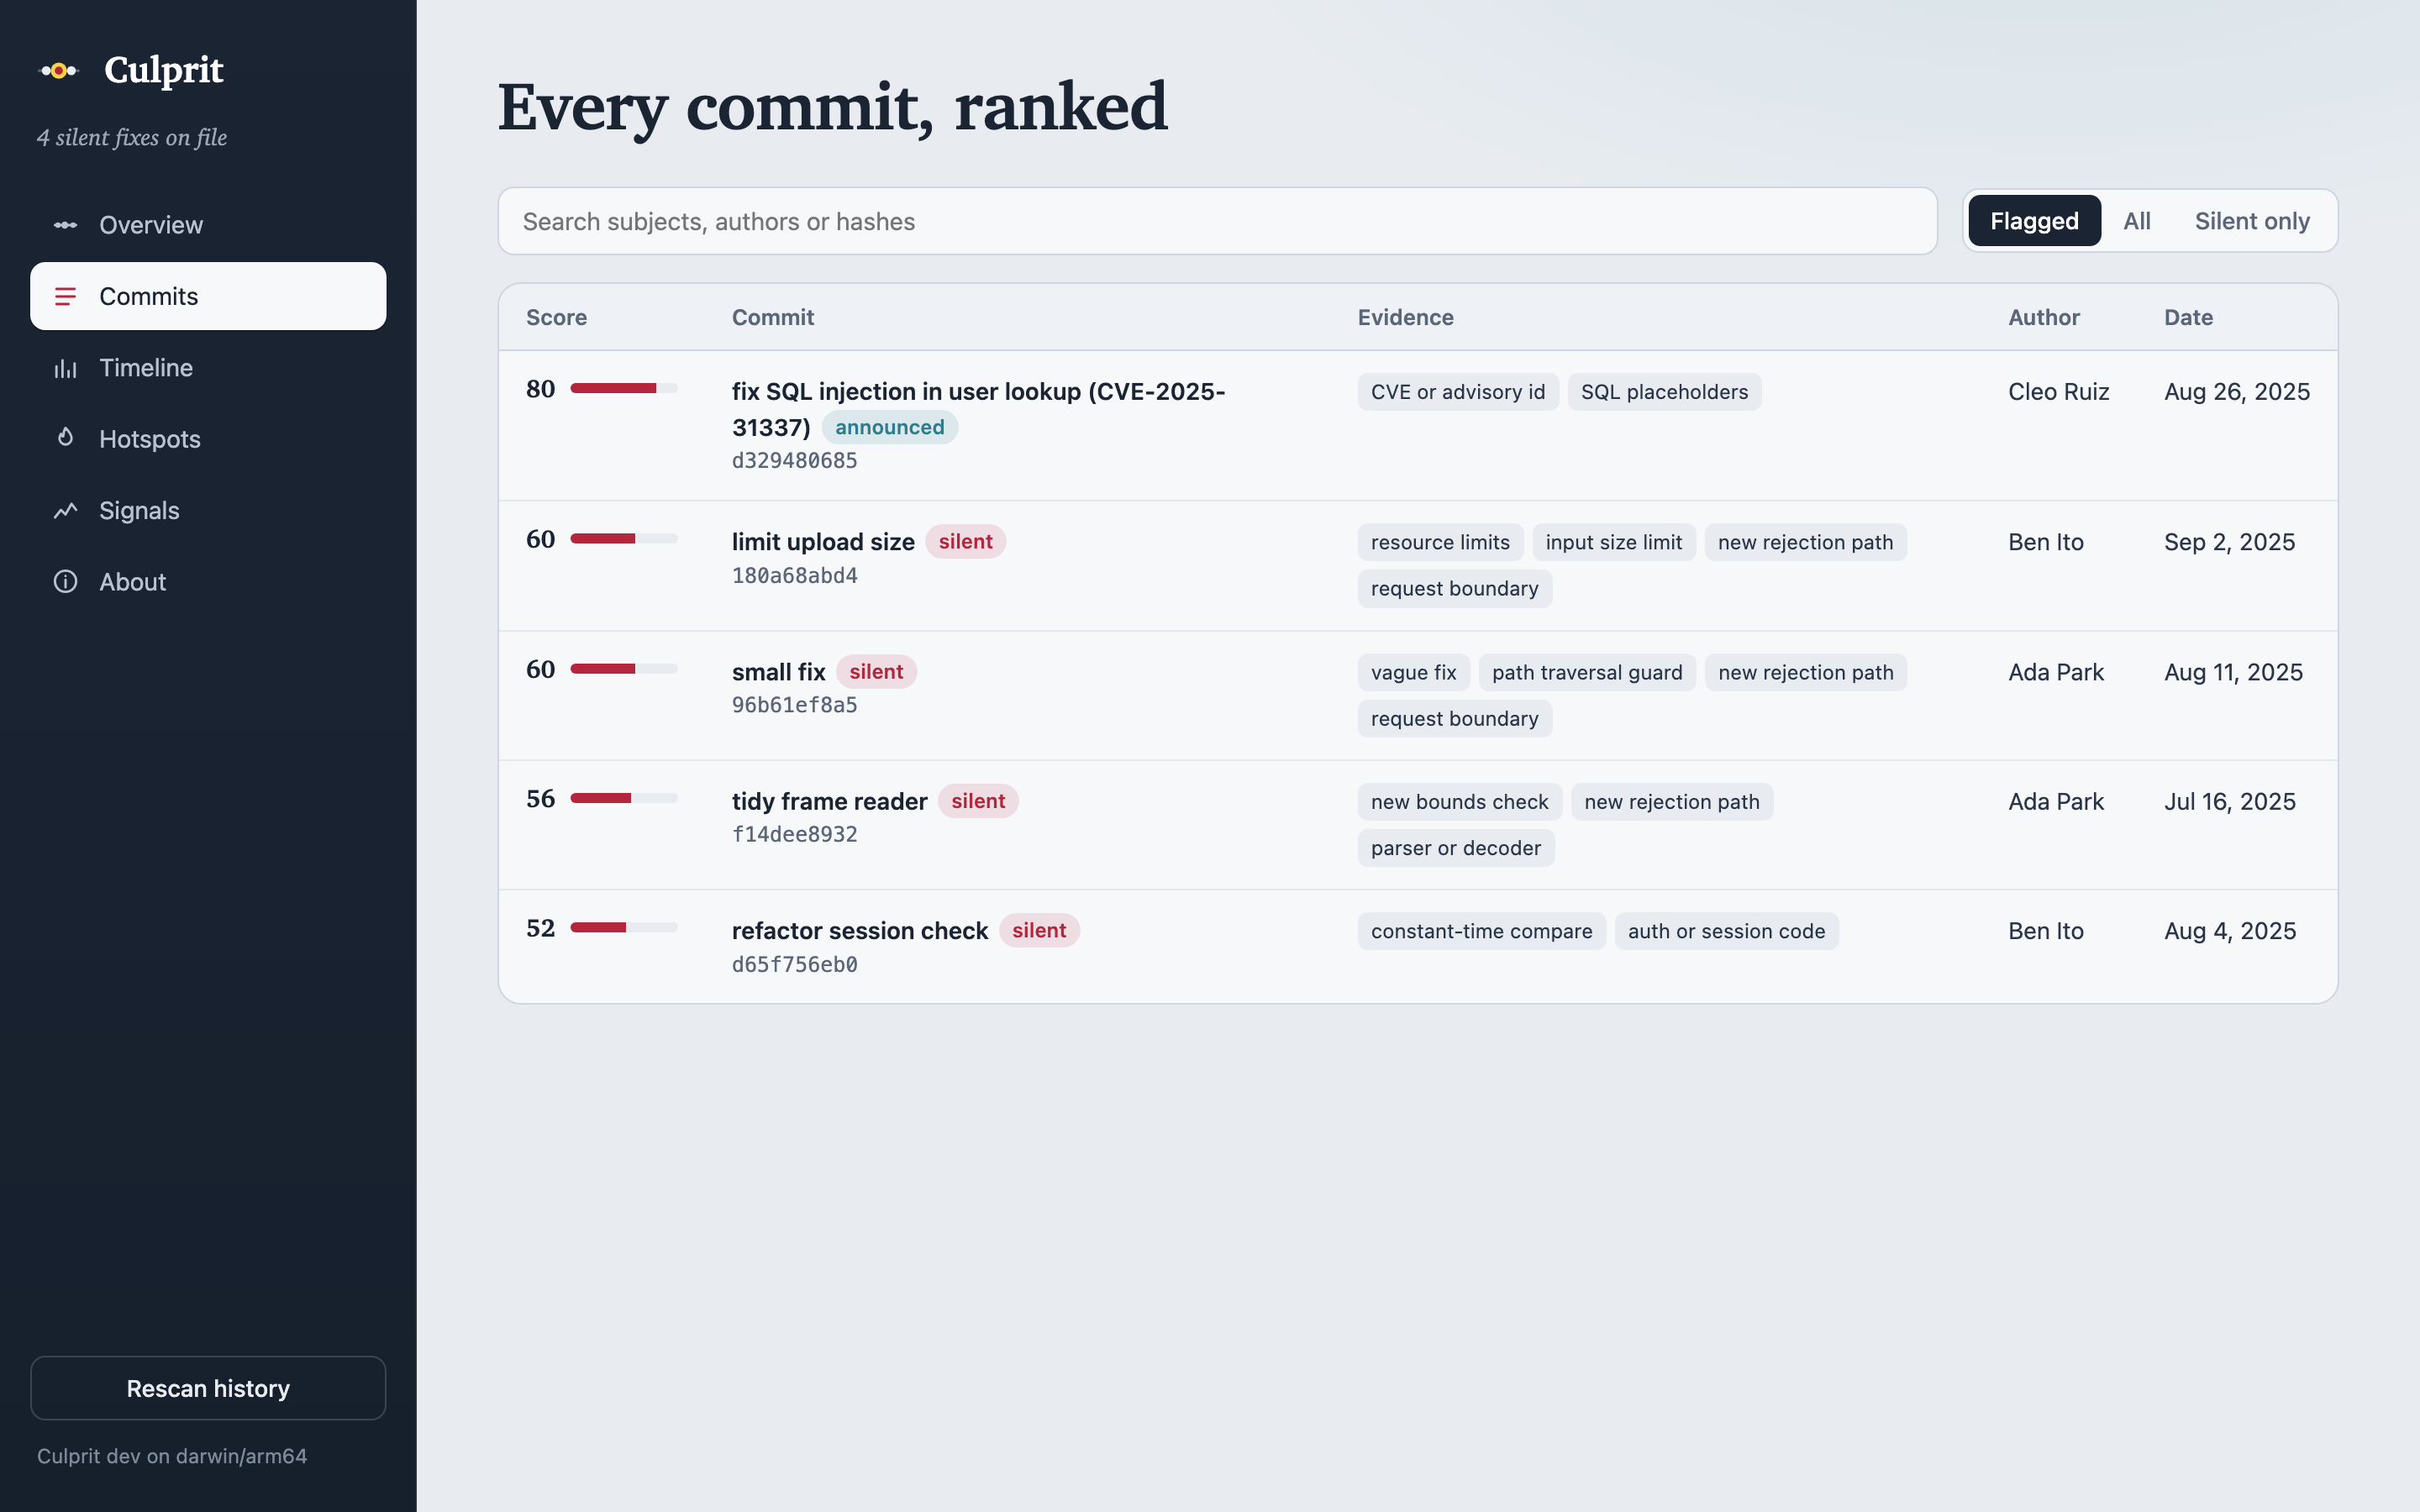 Culprit
4 silent fixes on file
Overview
Commits
Timeline
Hotspots
Signals
About
Rescan history
Culprit dev on darwin/arm64
Every commit, ranked
Search subjects, authors or hashes
Flagged All Silent only
Score Commit Evidence Author Date
80 fix SQL injection in user lookup (CVE-2025- CVE or advisory id SQL placeholders Cleo Ruiz Aug 26, 2025
31337) announced
d329480685
60 limit upload size silent resource limits input size limit new rejection path Ben Ito Sep 2, 2025
180a68abd4 request boundary
60 small fix silent vague fix path traversal guard new rejection path Ada Park Aug 11, 2025
96b61ef8a5 request boundary
56 tidy frame reader silent new bounds check new rejection path Ada Park Jul 16, 2025
f14dee8932 parser or decoder
52 refactor session check silent constant-time compare auth or session code Ben Ito Aug 4, 2025
d65f756eb0